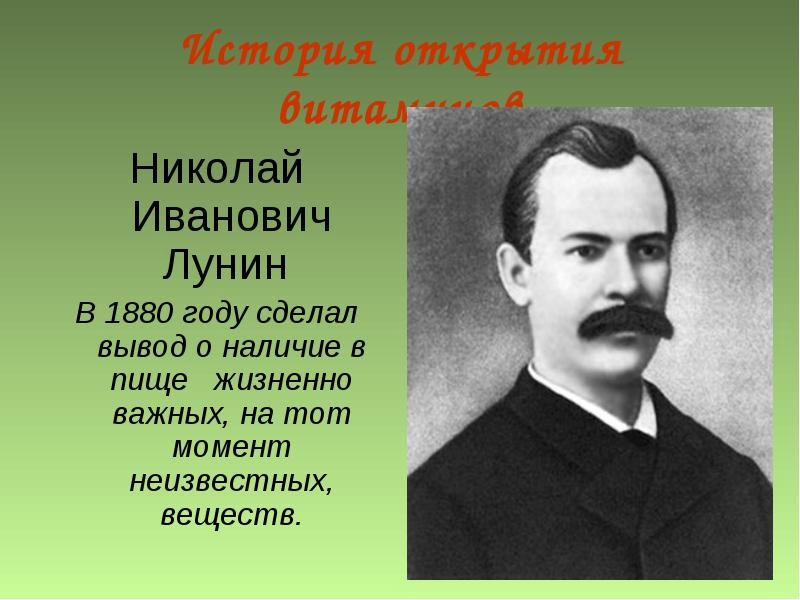 История открытия
Николай
Иванович
Лунин
В 1880 году сделал
вывод о наличие в
пище жизненно
важных, на тот
момент
неизвестных,
веществ.